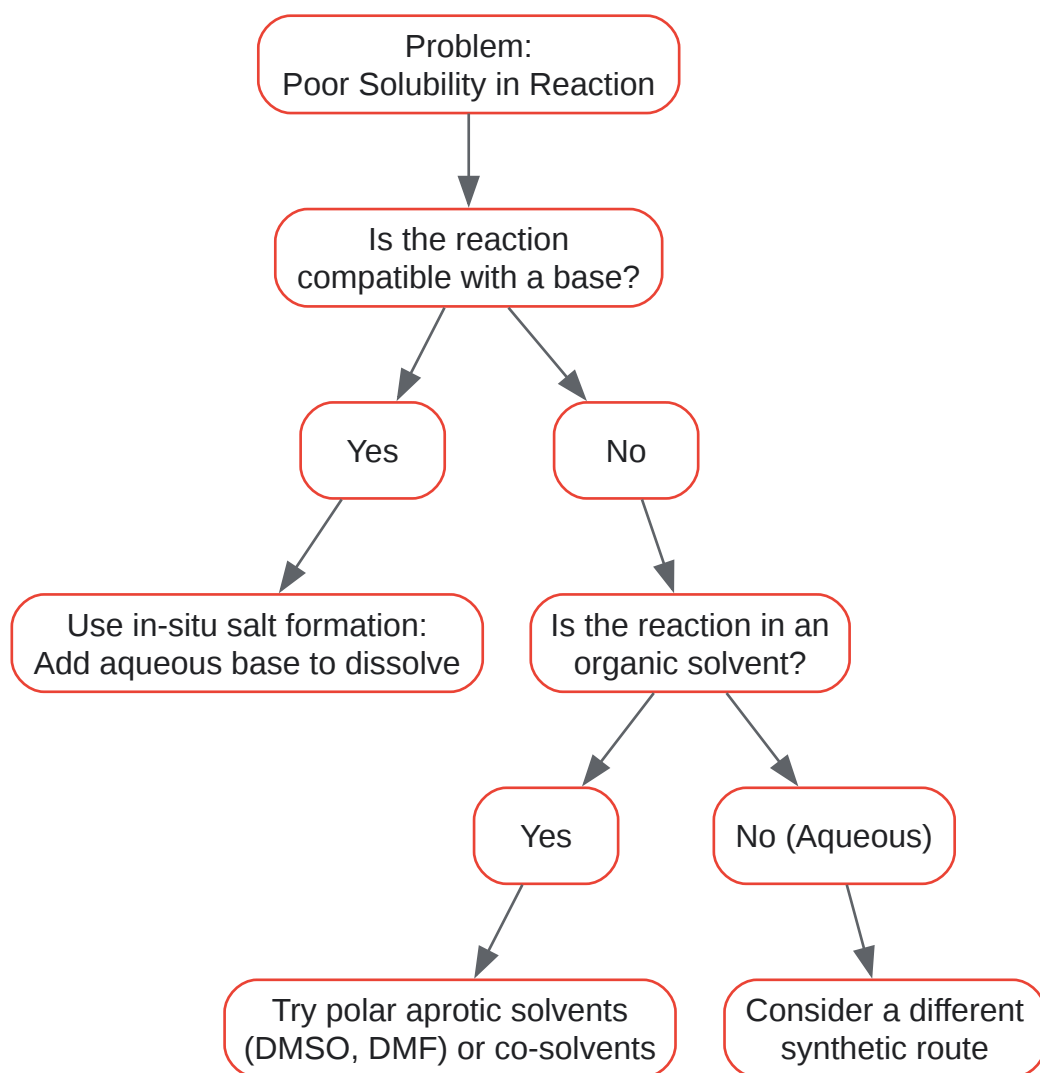 Problem:
Poor Solubility in Reaction
Is the reaction
compatible with a base?
Yes
No
Use in-situ salt formation:
Add aqueous base to dissolve
Is the reaction in an
organic solvent?
Yes
No (Aqueous)
Try polar aprotic solvents
(DMSO, DMF) or co-solvents
Consider a different
synthetic route